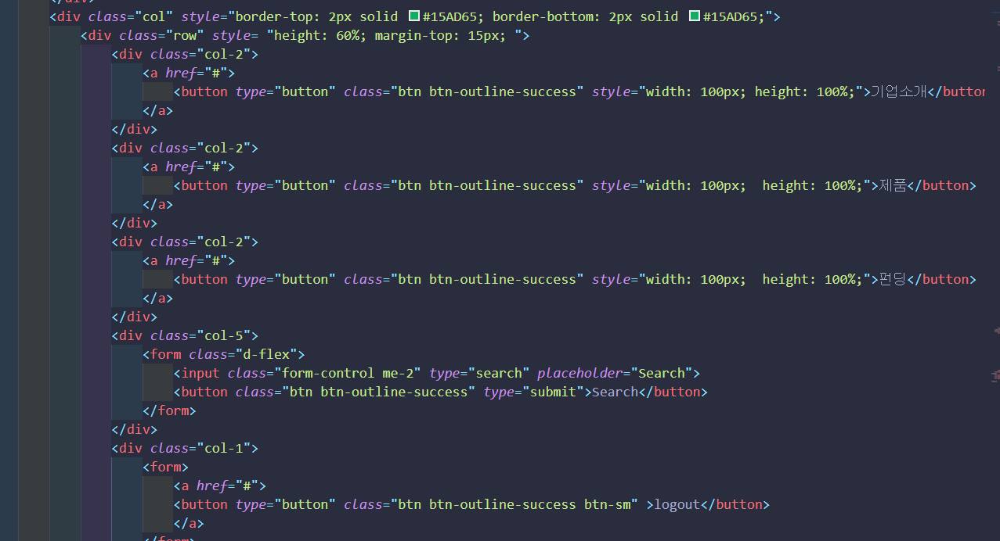 <div class="col" style="border-top: 2px solid #15AD65; border-bottom: 2px solid #15AD65;">
<div class="row" style= "height: 60%; margin-top: 15px; ">
<div class="col-2">
<a href="#">
<button type="button" class="btn btn-outline-success" style="width: 100px; height: 100%;">기업소개</button
</a>
</div>
<div class="col-2">
<a href="#">
<button type="button" class="btn btn-outline-success" style="width: 100px;  height: 100%;">제품</button>
</a>
</div>
<div class="col-2">
<a href="#">
<button type="button" class="btn btn-outline-success" style="width: 100px;  height: 100%;">펀딩</button>
</a>
</div>
<div class="col-5">
<form class="d-flex">
<input class="form-control me-2" type="search" placeholder="Search">
<button class="btn btn-outline-success" type="submit">Search</button>
</form>
</div>
<div class="col-1">
<form>
<a href="#">
<button type="button" class="btn btn-outline-success btn-sm" >logout</button>
</a>
</form>